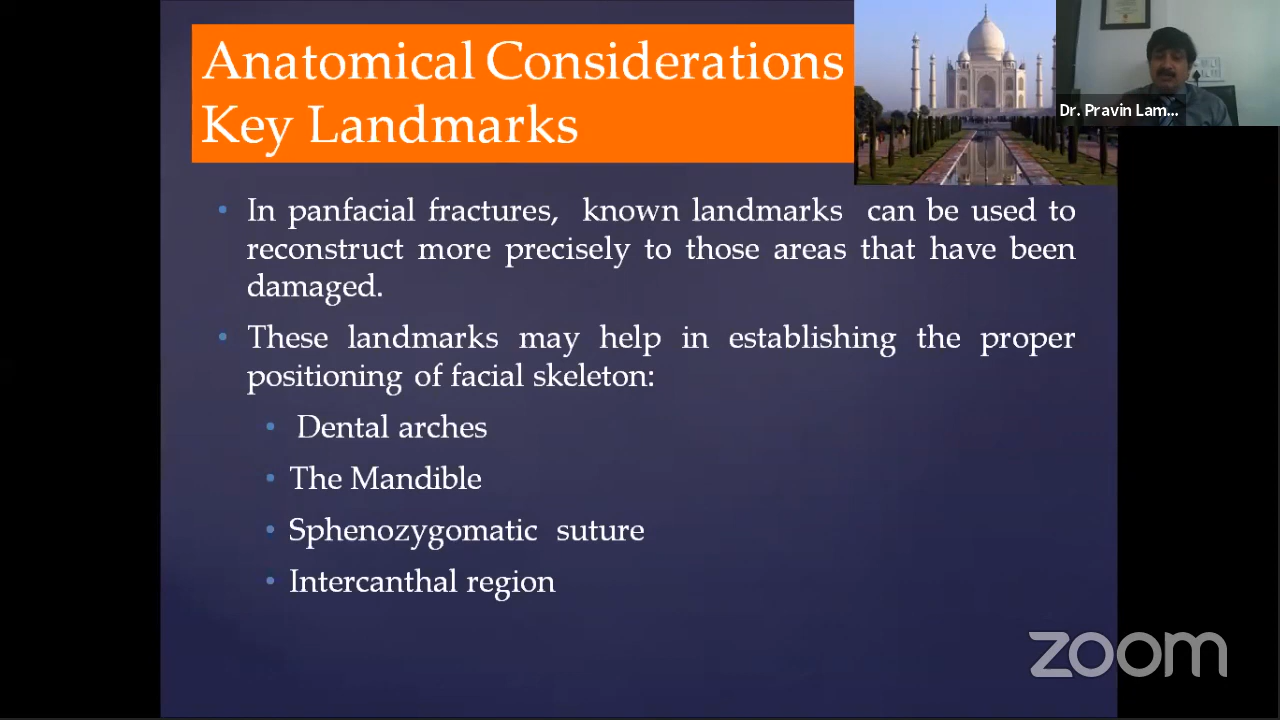 Anatomical Considerations
Key Landmarks
Dr. Pravin Lam...
• In panfacial fractures, known landmarks can be used to
reconstruct more precisely to those areas that have been
damaged.
• These landmarks may help in establishing the proper
positioning of facial skeleton:
• Dental arches
• The Mandible
• Sphenozygomatic suture
• Intercanthal region
zoom